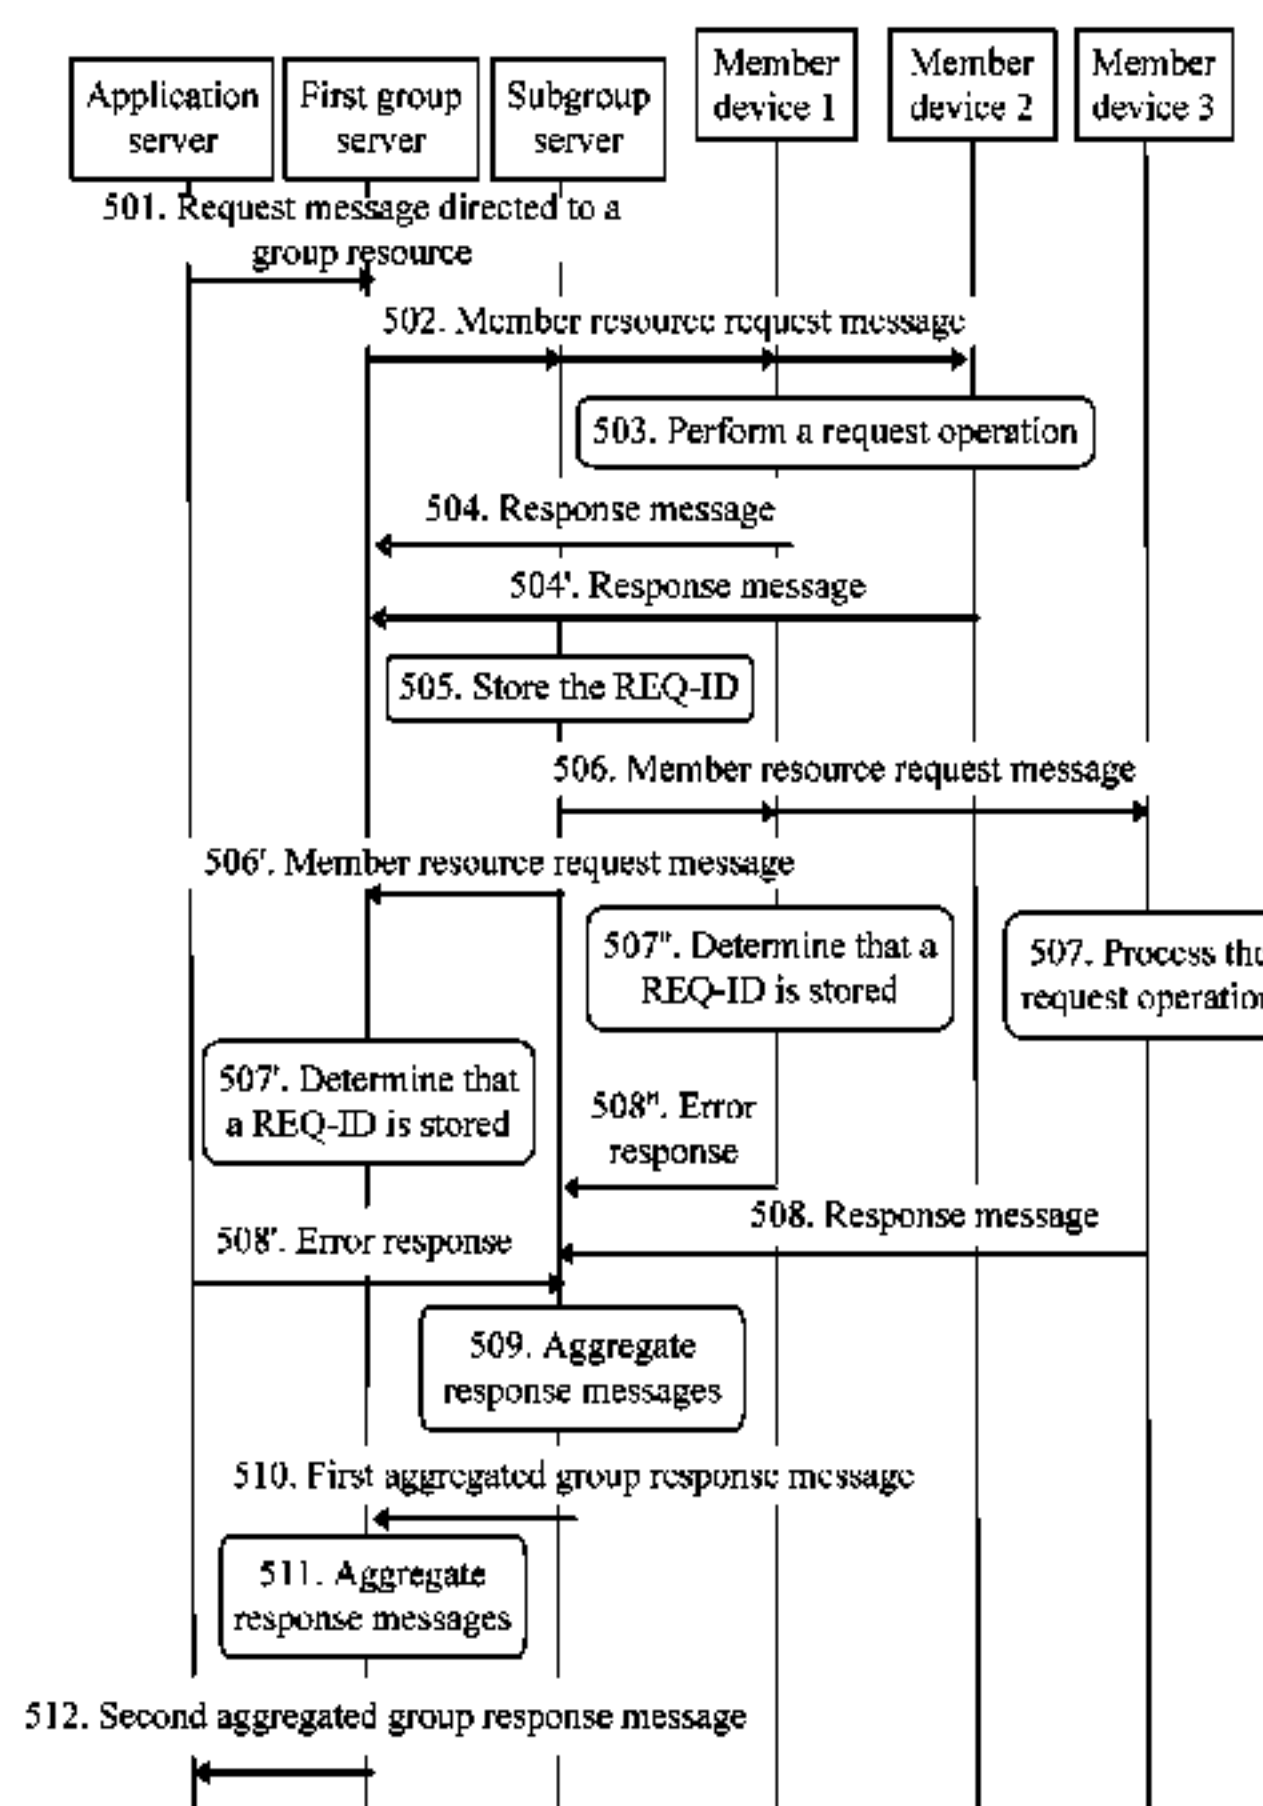 Application
server
First group
server
Subgroup
server
Member
device 1
Member
device 2
Member
device 3
501. Request message directed to a
group resource
502. Member resource request message
503. Perform a request operation
504. Response message
504'. Response message
505. Store the REQ-ID
506. Member resource request message
506'. Member resource request message
507". Determine that a
REQ-ID is stored
507. Process the
request operation
507'. Determine that
a REQ-ID is stored
508". Error
response
508. Response message
508'. Error response
509. Aggregate
response messages
510. First aggregated group response message
511. Aggregate
response messages
512. Second aggregated group response message